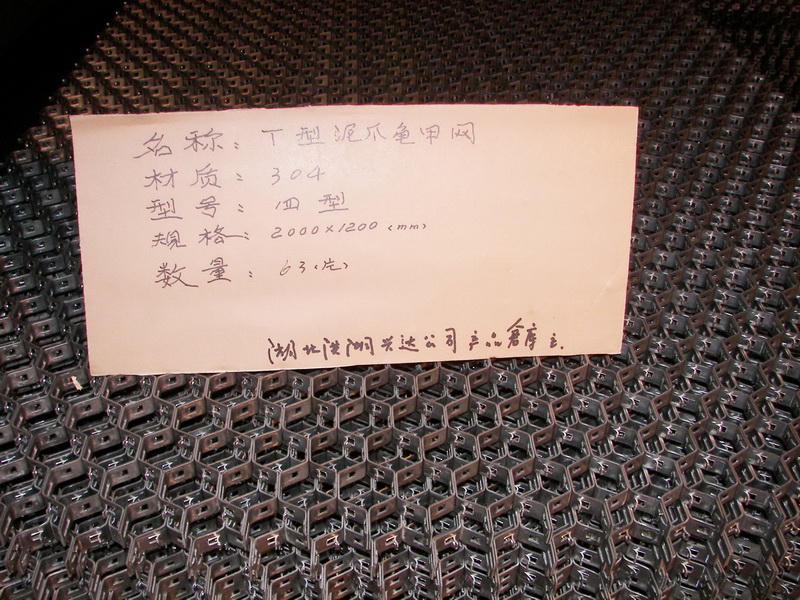 名称：T型泥爪龟甲网
材质：304
型号：四型
规格：2000×1200（mm）
数量：63（片）
湖北洪湖兴达公司产品仓库